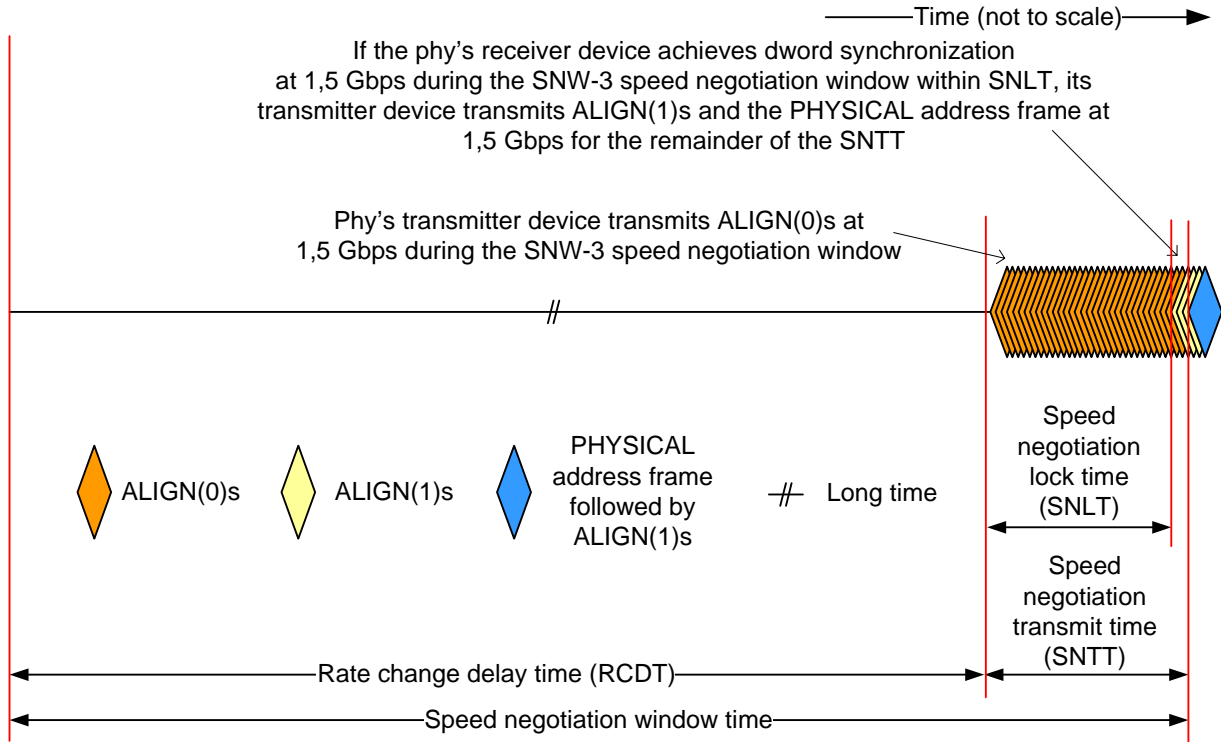 Time (not to scale)
If the phy's receiver device achieves dword synchronization
at 1,5 Gbps during the SNW-3 speed negotiation window within SNLT, its
transmitter device transmits ALIGN(1)s and the PHYSICAL address frame at
1,5 Gbps for the remainder of the SNTT
Phy's transmitter device transmits ALIGN(0)s at
1,5 Gbps during the SNW-3 speed negotiation window
ALIGN(0)s
ALIGN(1)s
PHYSICAL
address frame
followed by
ALIGN(1)s
Long time
Speed
negotiation
lock time
(SNLT)
Speed
negotiation
transmit time
(SNTT)
Rate change delay time (RCDT)
Speed negotiation window time